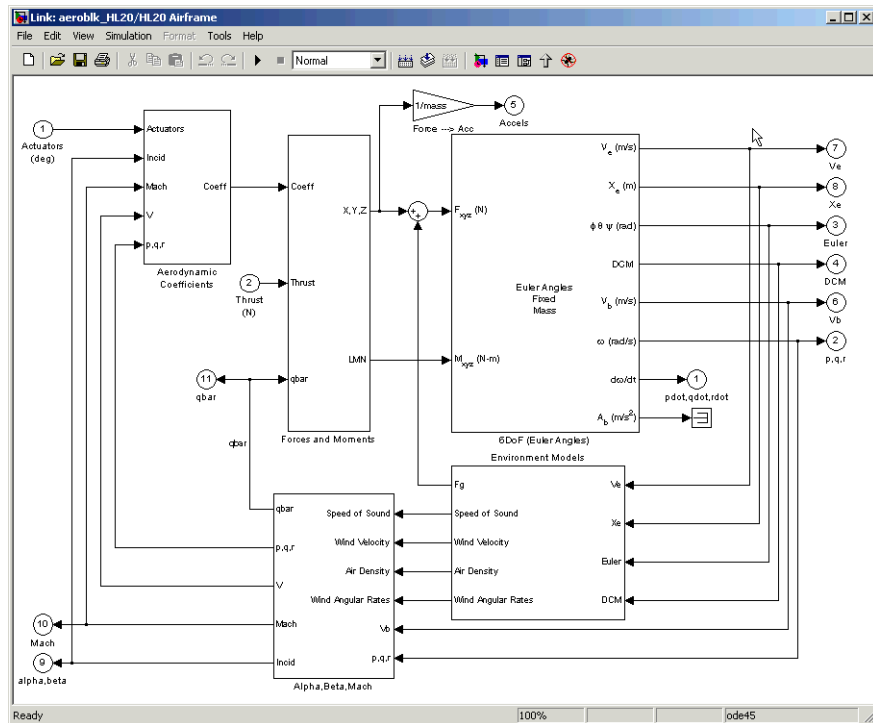 Link: aeroblk_HL20/HL20 Airframe
File Edit View Simulation Format Tools Help
Normal
1
Actuators
(deg)
Actuators
Incid
Mach
V
p,q,r
Coeff
Aerodynamic
Coefficients
2
Thrust
(N)
11
qbar
qbar
Coeff
Thrust
qbar
X,Y,Z
LMN
Forces and Moments
1/mass
Force --> Acc
5
Accels
F_xyz (N)
M_xyz (N-m)
Euler Angles
Fixed
Mass
V_e (m/s)
X_e (m)
ϕ θ ψ (rad)
DCM
V_b (m/s)
ω (rad/s)
dω/dt
A_b (m/s²)
6DoF (Euler Angles)
7
Ve
8
Xe
3
Euler
4
DCM
6
Vb
2
p,q,r
1
pdot,qdot,rdot
Environment Models
Fg
Speed of Sound
Wind Velocity
Air Density
Wind Angular Rates
Ve
Xe
Euler
DCM
qbar
p,q,r
V
Mach
Incid
Speed of Sound
Wind Velocity
Air Density
Wind Angular Rates
Vb
p,q,r
Alpha,Beta,Mach
10
Mach
9
alpha,beta
Ready
100%
ode45